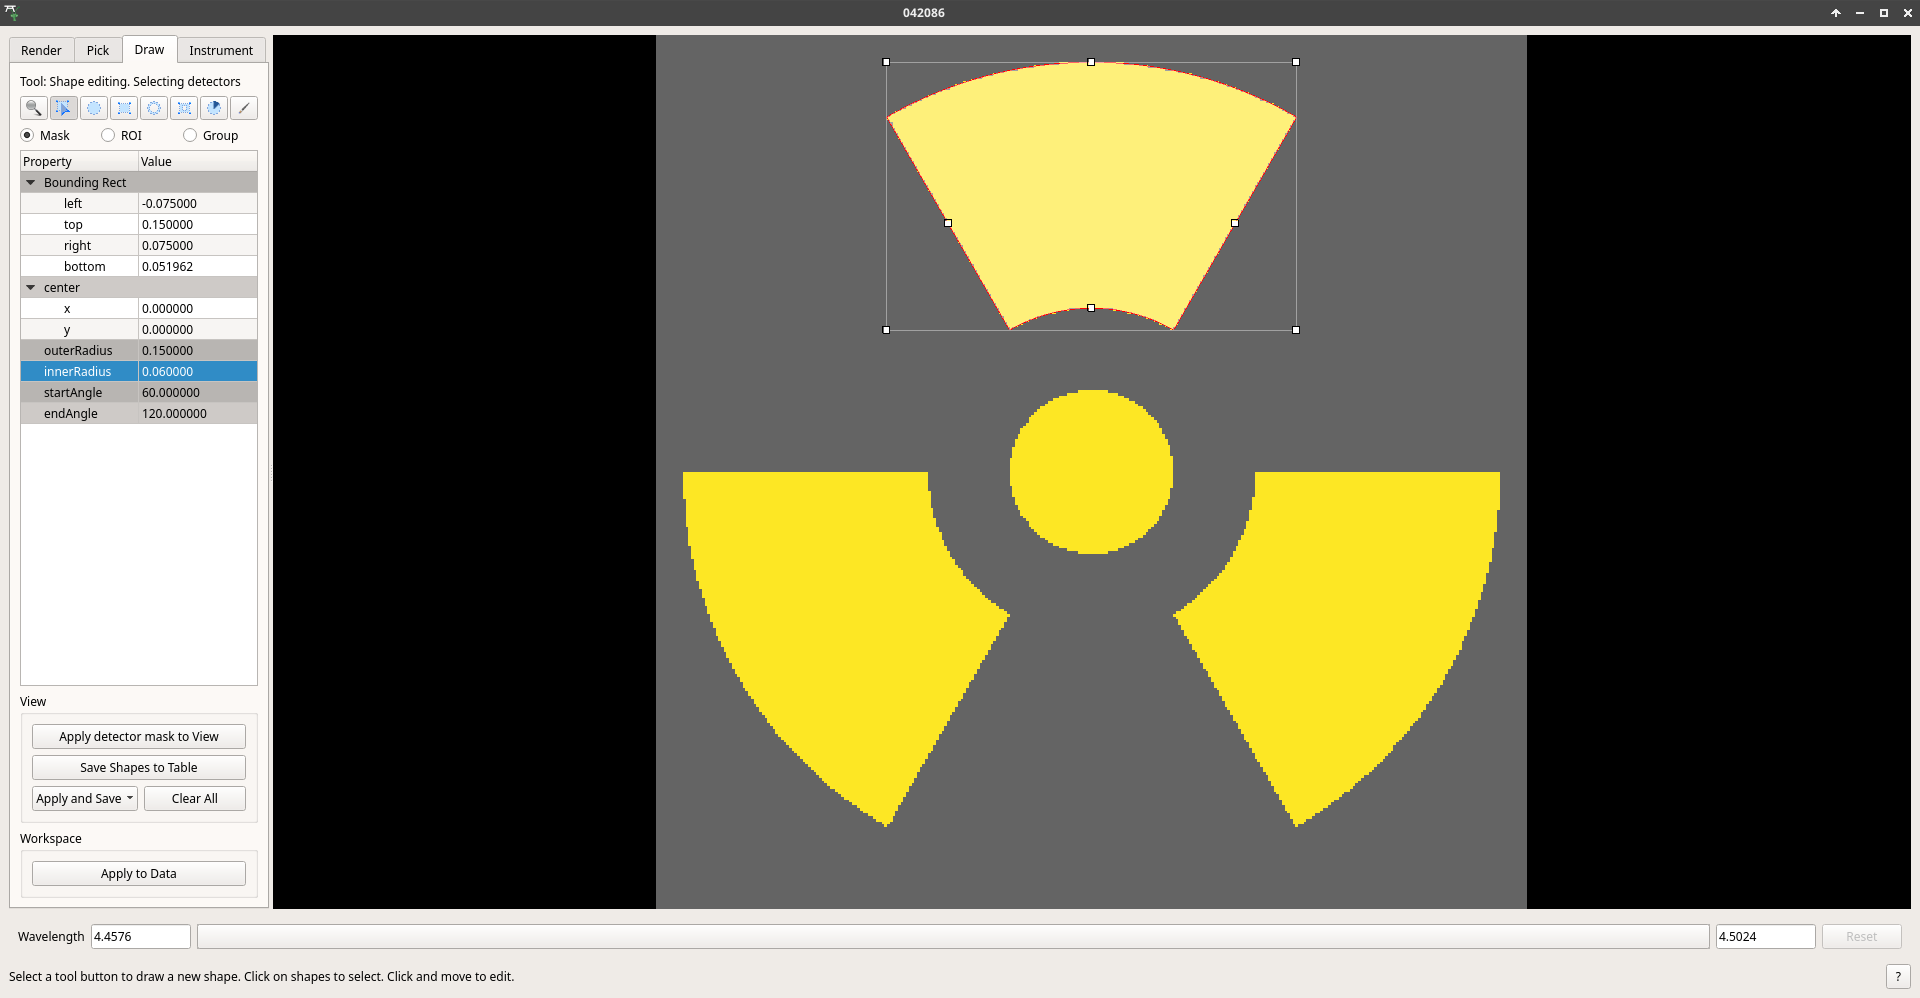 042086
Render Pick Draw Instrument
Tool: Shape editing. Selecting detectors
Mask ROI Group
Property Value
Bounding Rect
left -0.075000
top 0.150000
right 0.075000
bottom 0.051962
center
x 0.000000
y 0.000000
outerRadius 0.150000
innerRadius 0.060000
startAngle 60.000000
endAngle 120.000000
View
Apply detector mask to View
Save Shapes to Table
Apply and Save Clear All
Workspace
Apply to Data
Wavelength 4.4576 4.5024 Reset
Select a tool button to draw a new shape. Click on shapes to select. Click and move to edit. ?